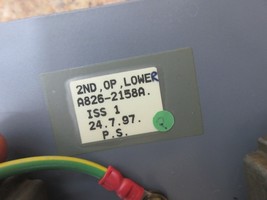 2ND,OP,LOWER
A826-2158A.
ISS 1
24.7.97.
P.S.